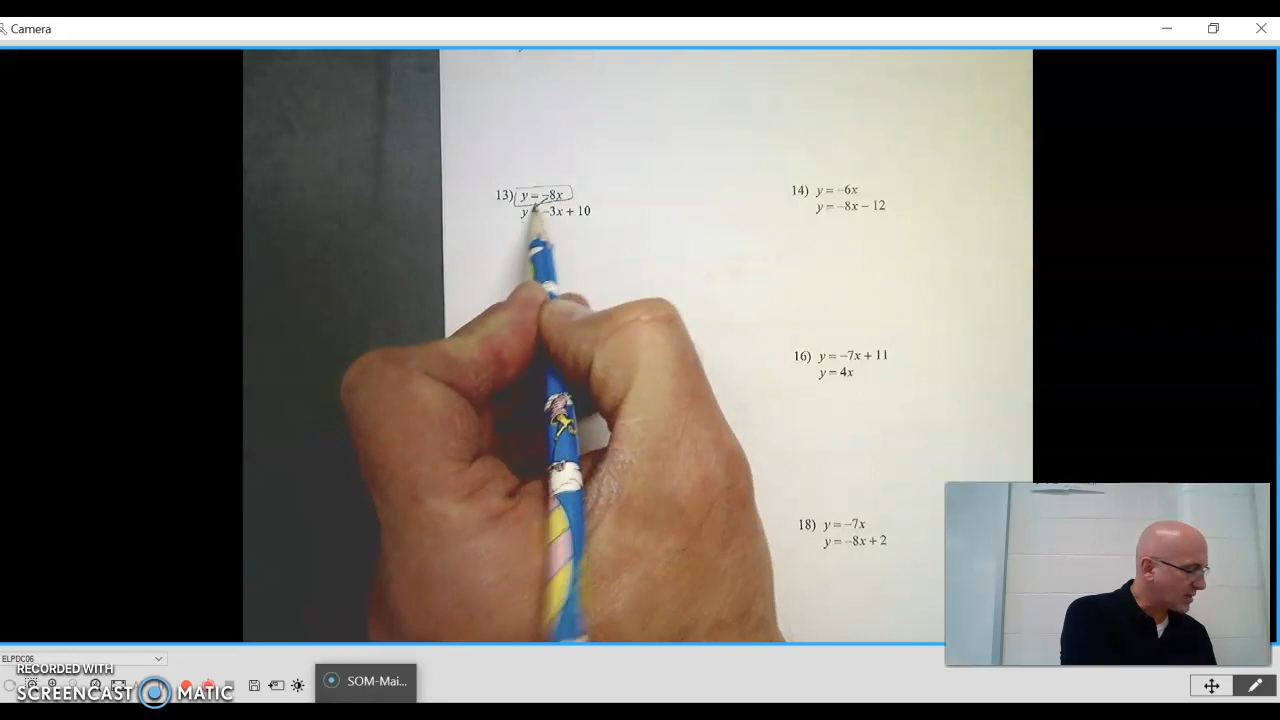 Camera
13) y = -8x
y = -3x + 10
14) y = -6x
y = -8x - 12
16) y = -7x + 11
y = 4x
18) y = -7x
y = -8x + 2
ELPDC06
RECORDED WITH
SCREENCAST MATIC
SOM-Mai...